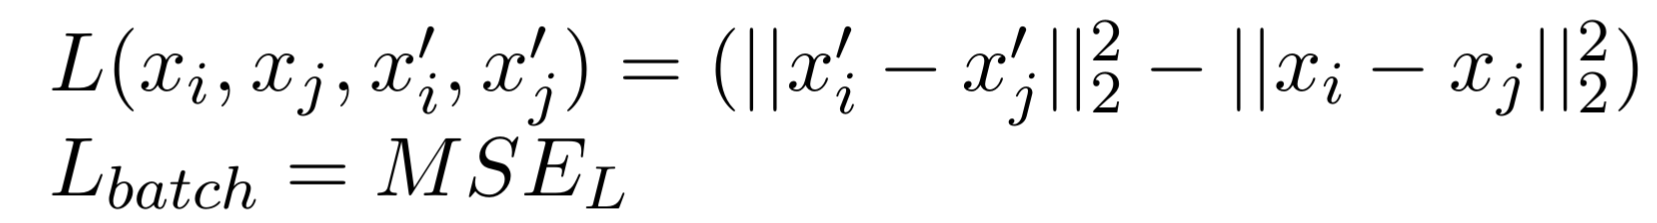 L(x_i, x_j, x'_i, x'_j) = (||x'_i − x'_j||_2^2 − ||x_i − x_j||_2^2)
L_{batch} = MSE_L